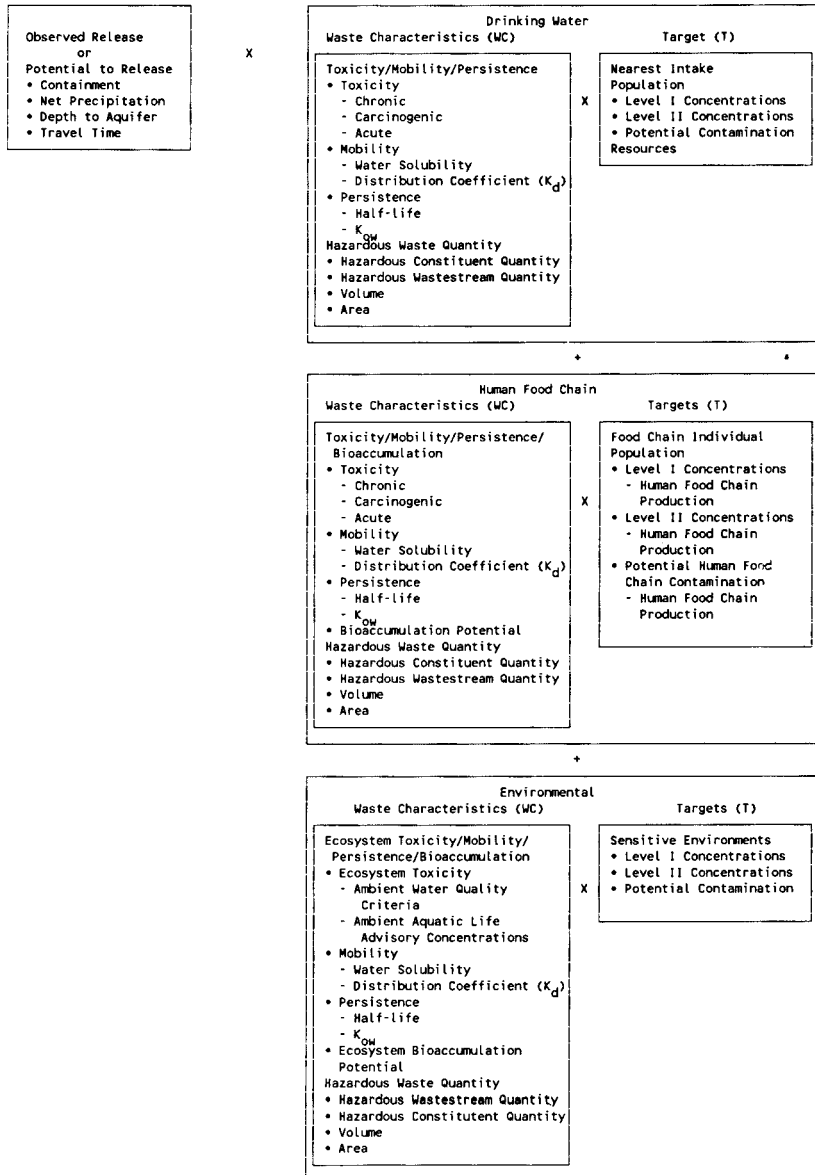 Observed Release
or
Potential to Release
• Containment
• Net Precipitation
• Depth to Aquifer
• Travel Time
X
Drinking Water
Waste Characteristics (WC)
Target (T)
Toxicity/Mobility/Persistence
• Toxicity
- Chronic
- Carcinogenic
- Acute
• Mobility
- Water Solubility
- Distribution Coefficient (Kd)
• Persistence
- Half-life
- Kow
Hazardous Waste Quantity
• Hazardous Constituent Quantity
• Hazardous Wastestream Quantity
• Volume
• Area
X
Nearest Intake
Population
• Level I Concentrations
• Level II Concentrations
• Potential Contamination
Resources
+
Human Food Chain
Waste Characteristics (WC)
Targets (T)
Toxicity/Mobility/Persistence/
Bioaccumulation
• Toxicity
- Chronic
- Carcinogenic
- Acute
• Mobility
- Water Solubility
- Distribution Coefficient (Kd)
• Persistence
- Half-life
- Kow
• Bioaccumulation Potential
Hazardous Waste Quantity
• Hazardous Constituent Quantity
• Hazardous Wastestream Quantity
• Volume
• Area
X
Food Chain Individual
Population
• Level I Concentrations
- Human Food Chain
Production
• Level II Concentrations
- Human Food Chain
Production
• Potential Human Food
Chain Contamination
- Human Food Chain
Production
+
Environmental
Waste Characteristics (WC)
Targets (T)
Ecosystem Toxicity/Mobility/
Persistence/Bioaccumulation
• Ecosystem Toxicity
- Ambient Water Quality
Criteria
- Ambient Aquatic Life
Advisory Concentrations
• Mobility
- Water Solubility
- Distribution Coefficient (Kd)
• Persistence
- Half-life
- Kow
• Ecosystem Bioaccumulation
Potential
Hazardous Waste Quantity
• Hazardous Wastestream Quantity
• Hazardous Constitutent Quantity
• Volume
• Area
X
Sensitive Environments
• Level I Concentrations
• Level II Concentrations
• Potential Contamination